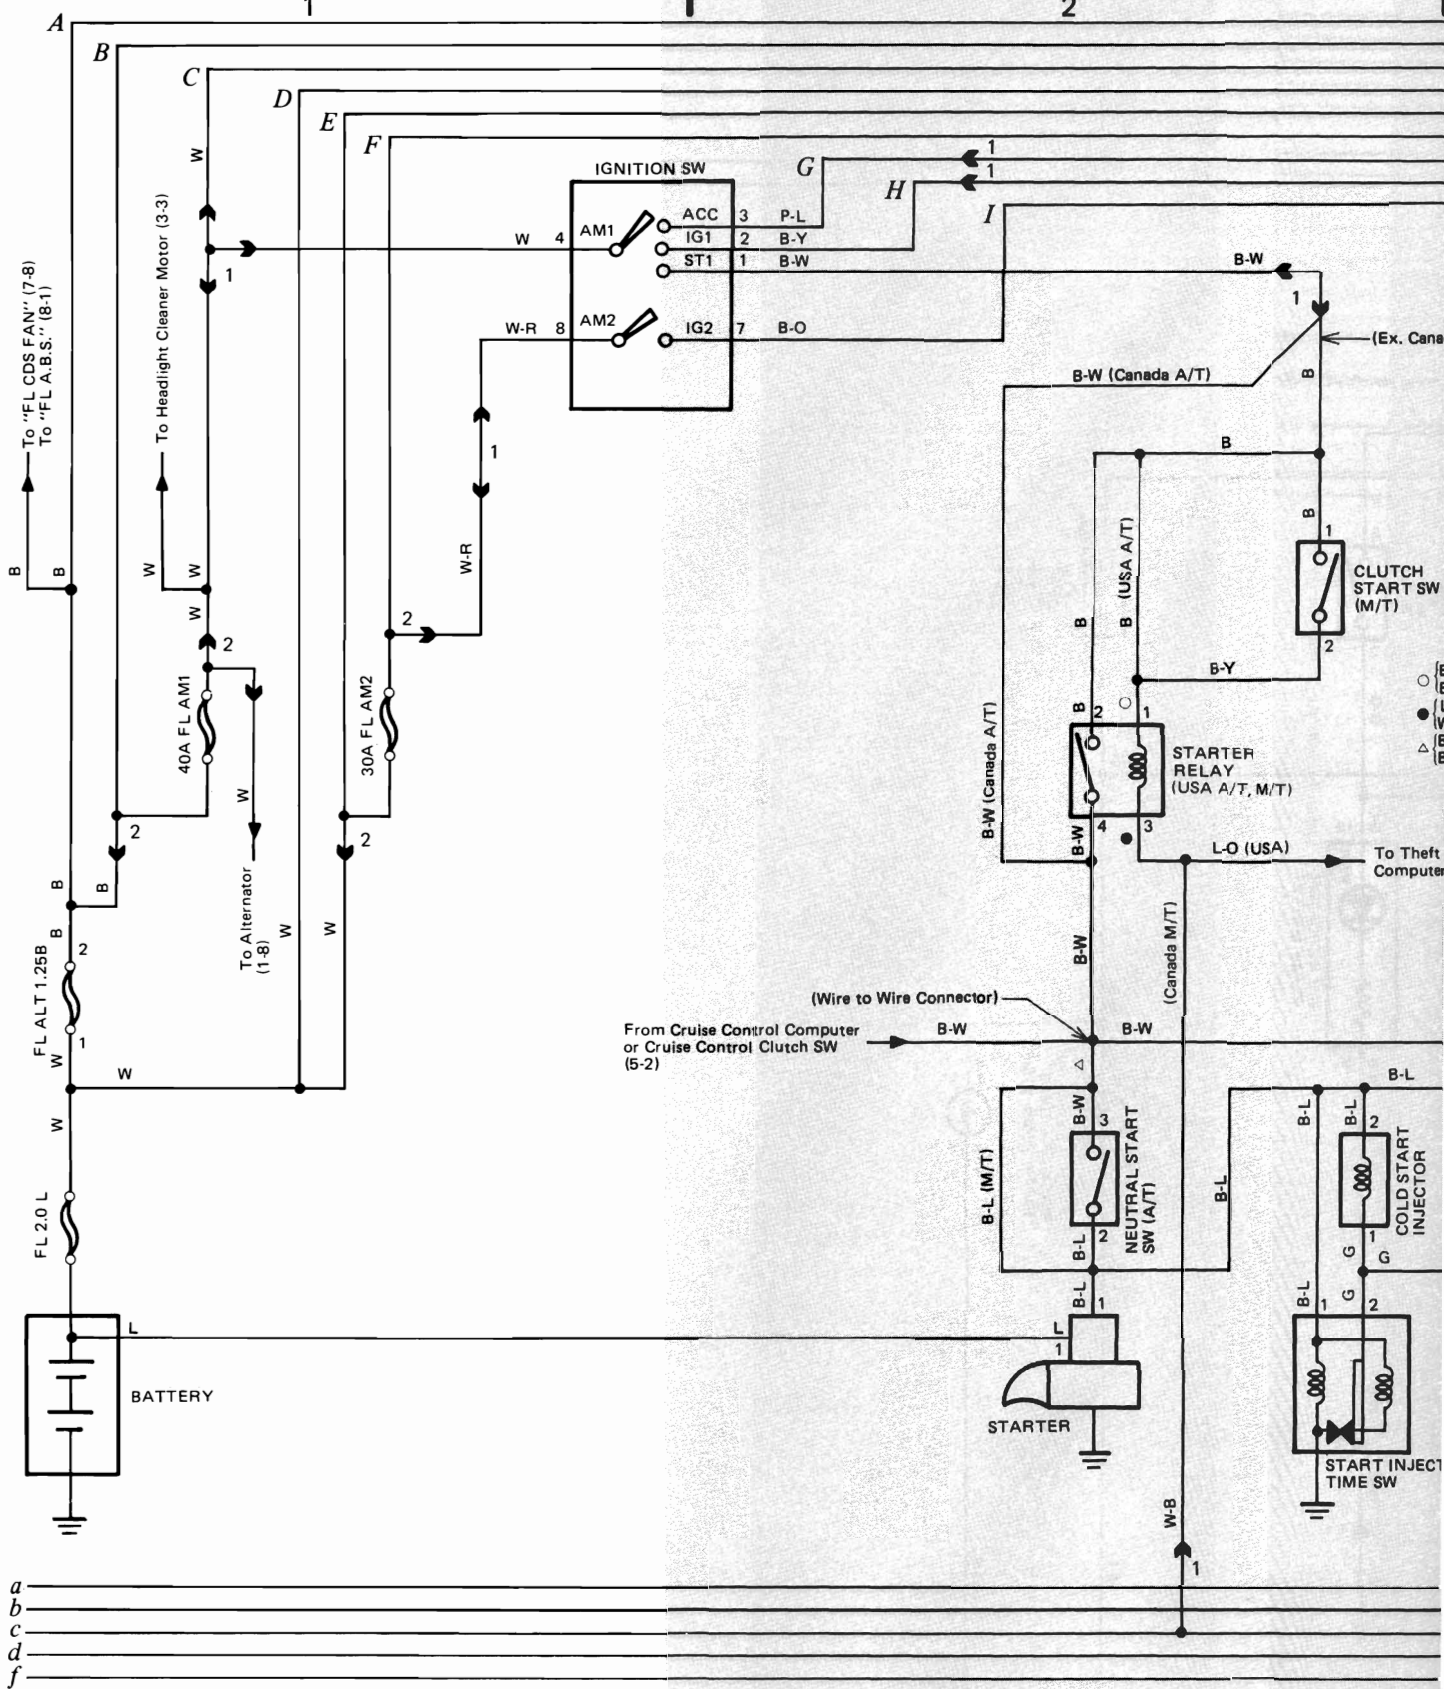 1
2
A
B
C
D
E
F
G
H
I
1
1
IGNITION SW
W
W
4
AM1
ACC
3
P-L
IG1
2
B-Y
ST1
1
B-W
B-W
1
1
W-R
8
AM2
IG2
7
B-O
(Ex. Cana
To "FL CDS FAN" (7-8)
To "FL A.B.S." (8-1)
To Headlight Cleaner Motor (3-3)
B-W (Canada A/T)
B
1
B
B
B
W
W
W-R
B (USA A/T)
B
1
CLUTCH
START SW
(M/T)
2
W
2
2
B
B-Y
40A FL AM1
30A FL AM2
B
2
1
STARTER
RELAY
(USA A/T, M/T)
B-W (Canada A/T)
W
2
2
4
3
B-W
L-O (USA)
To Theft
Computer
B
B
To Alternator
(1-8)
W
W
B
2
FL ALT 1.25B
1
W
B-W
(Canada M/T)
(Wire to Wire Connector)
From Cruise Control Computer
or Cruise Control Clutch SW
(5-2)
B-W
B-W
W
W
B-L
B-L (M/T)
B-W
3
NEUTRAL START
SW (A/T)
2
B-L
B-L
B-L
B-L
2
COLD START
INJECTOR
1
G
G
FL 2.0 L
B-L
1
B-L
1
G
2
L
L
1
BATTERY
STARTER
START INJECT
TIME SW
W-B
1
a
b
c
d
f